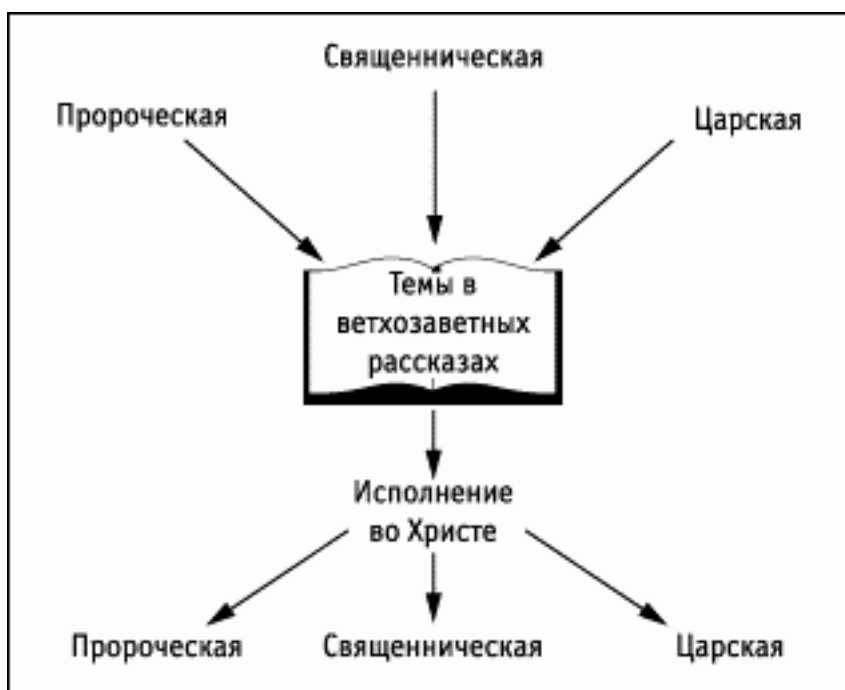 Священническая
Пророческая
Царская
Темы в
ветхозаветных
рассказах
Исполнение
во Христе
Пророческая
Священническая
Царская